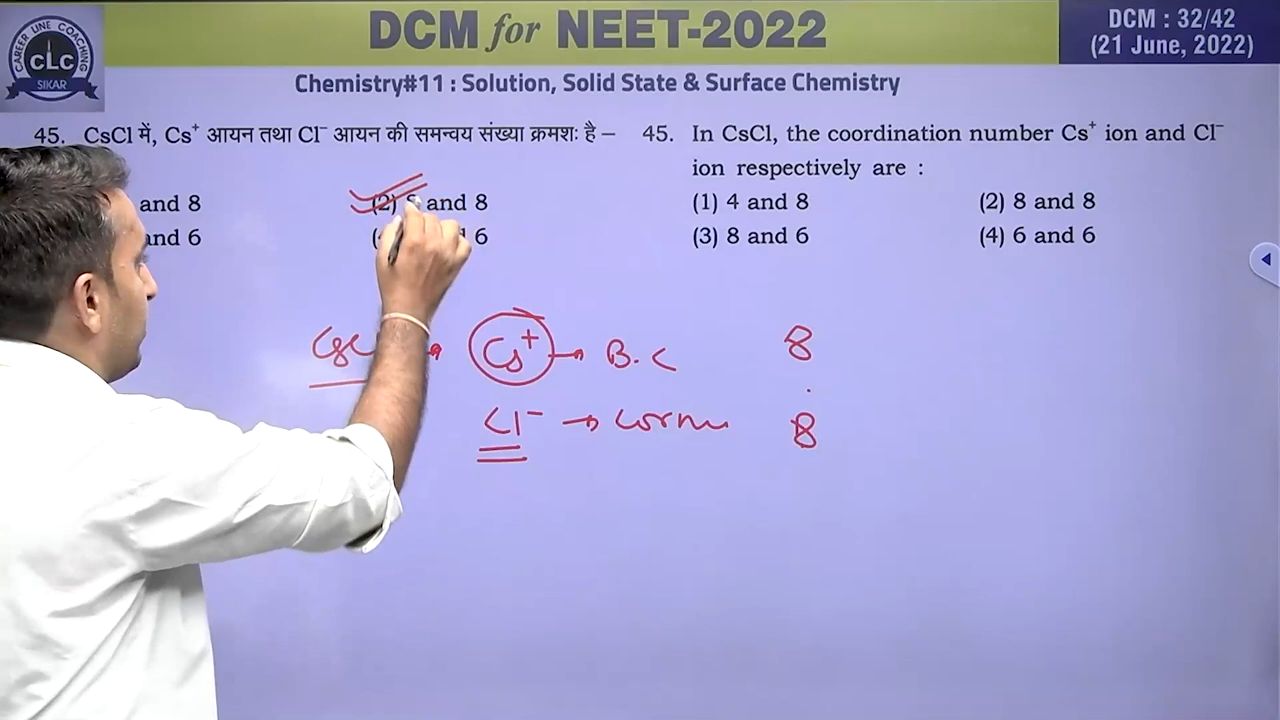 CAREER LINE COACHING
CLC
SIKAR
DCM for NEET-2022
DCM : 32/42
(21 June, 2022)
Chemistry#11 : Solution, Solid State & Surface Chemistry
45. CsCl में, Cs⁺ आयन तथा Cl⁻ आयन की समन्वय संख्या क्रमशः है –
and 8
(2) 8 and 8
and 6
6
45. In CsCl, the coordination number Cs⁺ ion and Cl⁻
ion respectively are :
(1) 4 and 8
(2) 8 and 8
(3) 8 and 6
(4) 6 and 6
Cs⁺ → B.C 8
Cl⁻ → corner 8